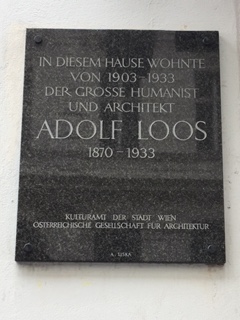 IN DIESEM HAUSE WOHNTE
VON 1903-1933
DER GROSSE HUMANIST
UND ARCHITEKT
ADOLF LOOS
1870-1933
KULTURAMT DER STADT WIEN
ÖSTERREICHISCHE GESELLSCHAFT FÜR ARCHITEKTUR